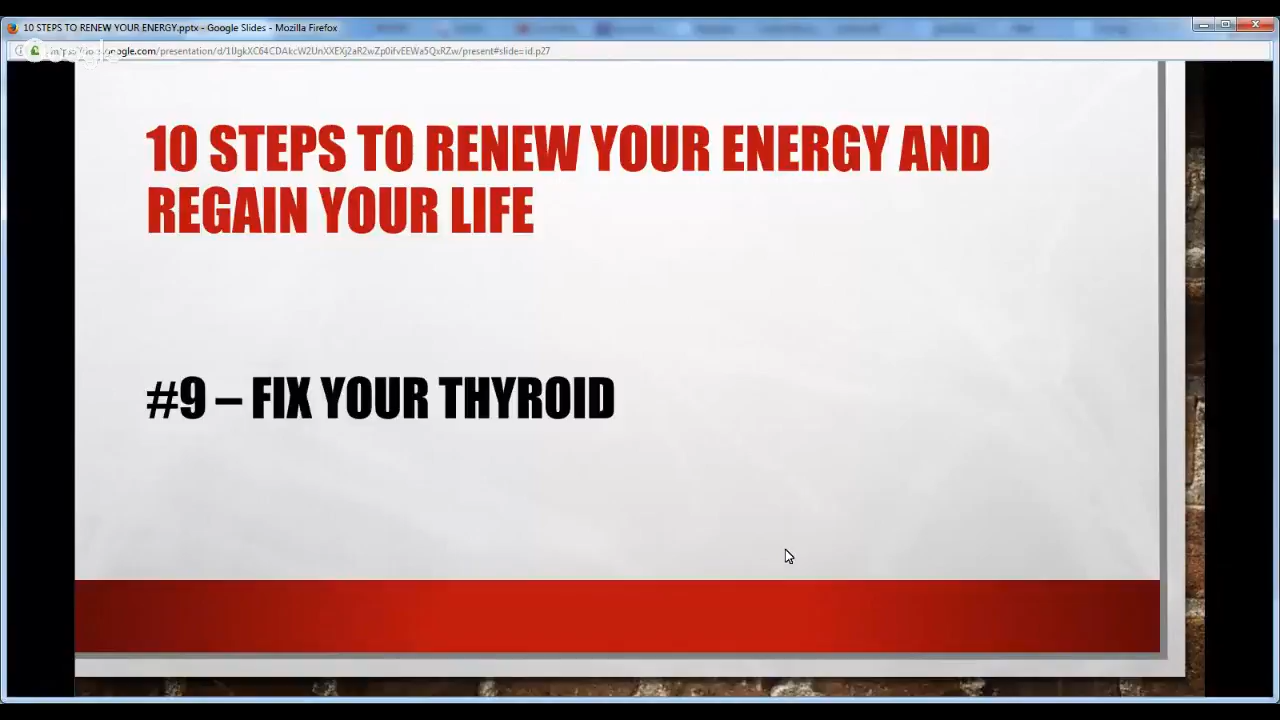 10 STEPS TO RENEW YOUR ENERGY.pptx - Google Slides - Mozilla Firefox
Google
10 STEPS TO RENEW YOUR ENERGY AND
REGAIN YOUR LIFE
#9 – FIX YOUR THYROID